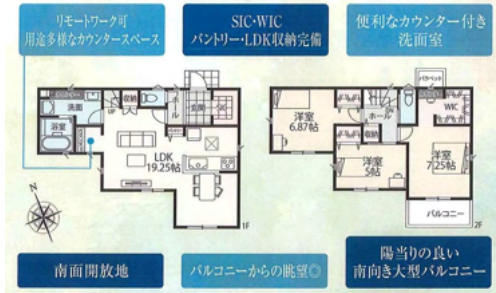 リモートワーク可
用途多様なカウンタースペース
SIC・WIC
パントリー・LDK収納完備
便利なカウンター付き
洗面室
洗面
収納
UP
ホール
玄関
SIC
浴室
LDK
19.25帖
1F
N
洋室
6.87帖
ホール
DN
収納
洋室
5帖
WIC
洋室
7.25帖
バルコニー
2F
南面開放地
バルコニーからの眺望◎
陽当りの良い
南向き大型バルコニー